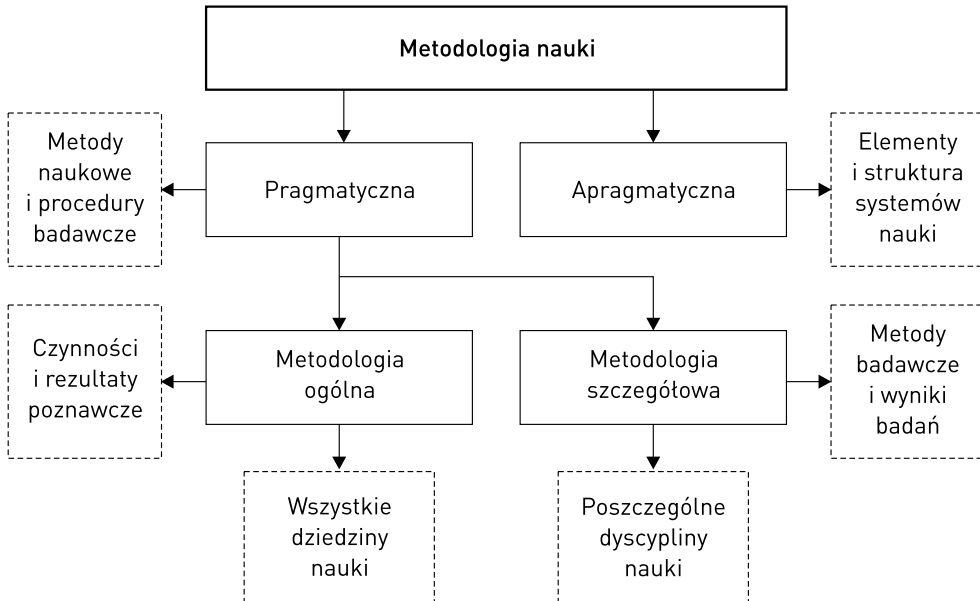 Metodologia nauki
Metody
naukowe
i procedury
badawcze
Pragmatyczna
Apragmatyczna
Elementy
i struktura
systemów
nauki
Czynności
i rezultaty
poznawcze
Metodologia
ogólna
Metodologia
szczegółowa
Metody
badawcze
i wyniki
badań
Wszystkie
dziedziny
nauki
Poszczególne
dyscypliny
nauki